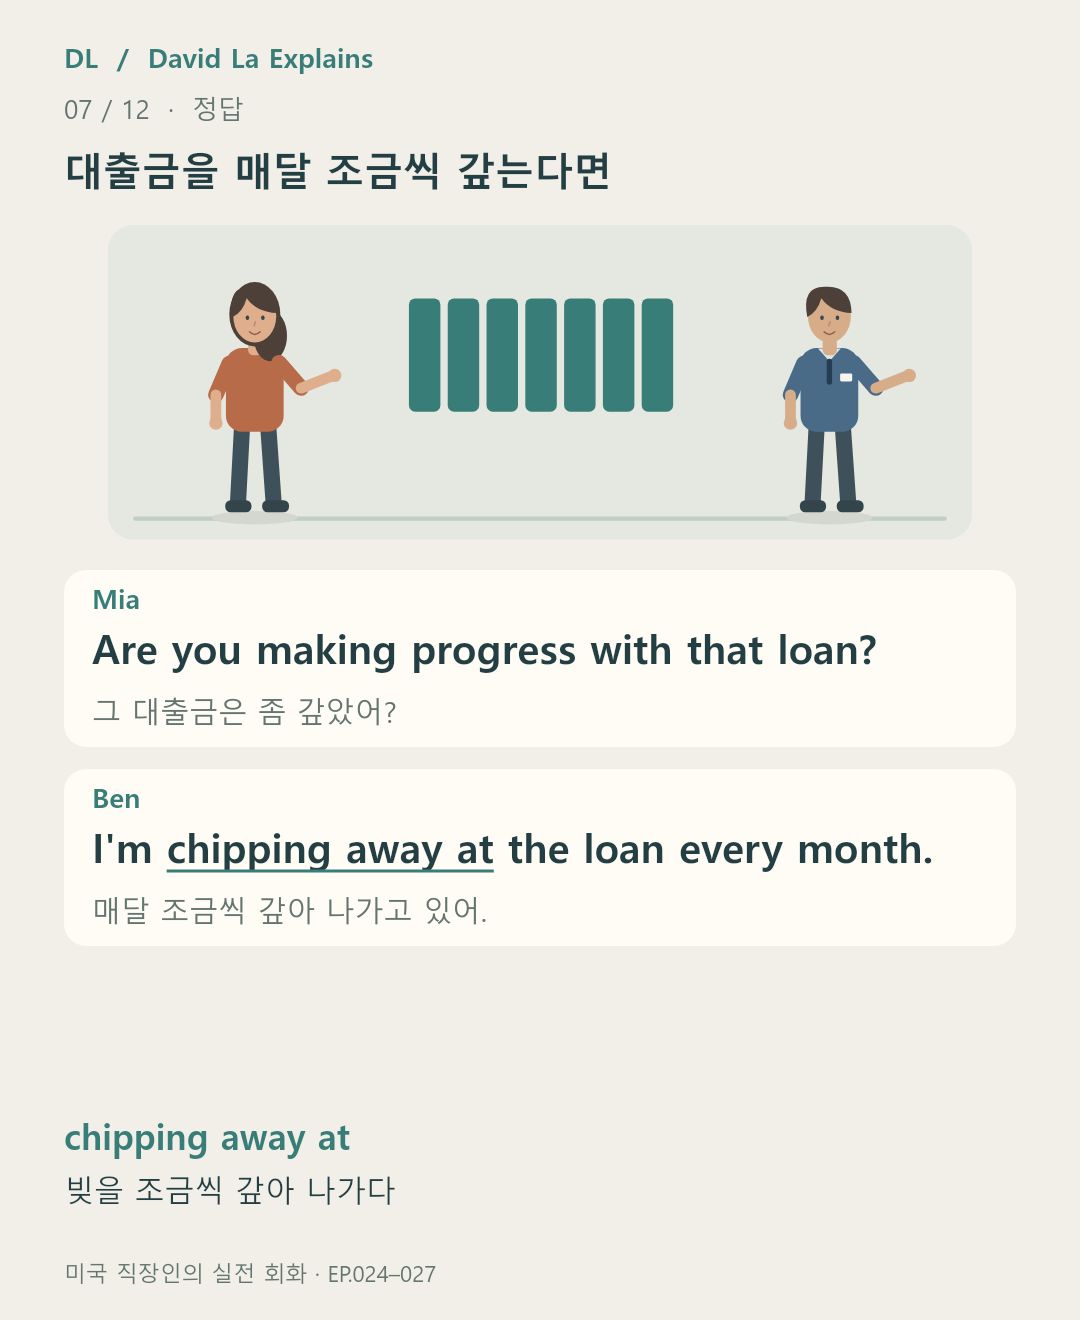 DL / David La Explains
07 / 12 · 정답
대출금을 매달 조금씩 갚는다면
Mia
Are you making progress with that loan?
그 대출금은 좀 갚았어?
Ben
I'm chipping away at the loan every month.
매달 조금씩 갚아 나가고 있어.
chipping away at
빚을 조금씩 갚아 나가다
미국 직장인의 실전 회화 · EP.024–027